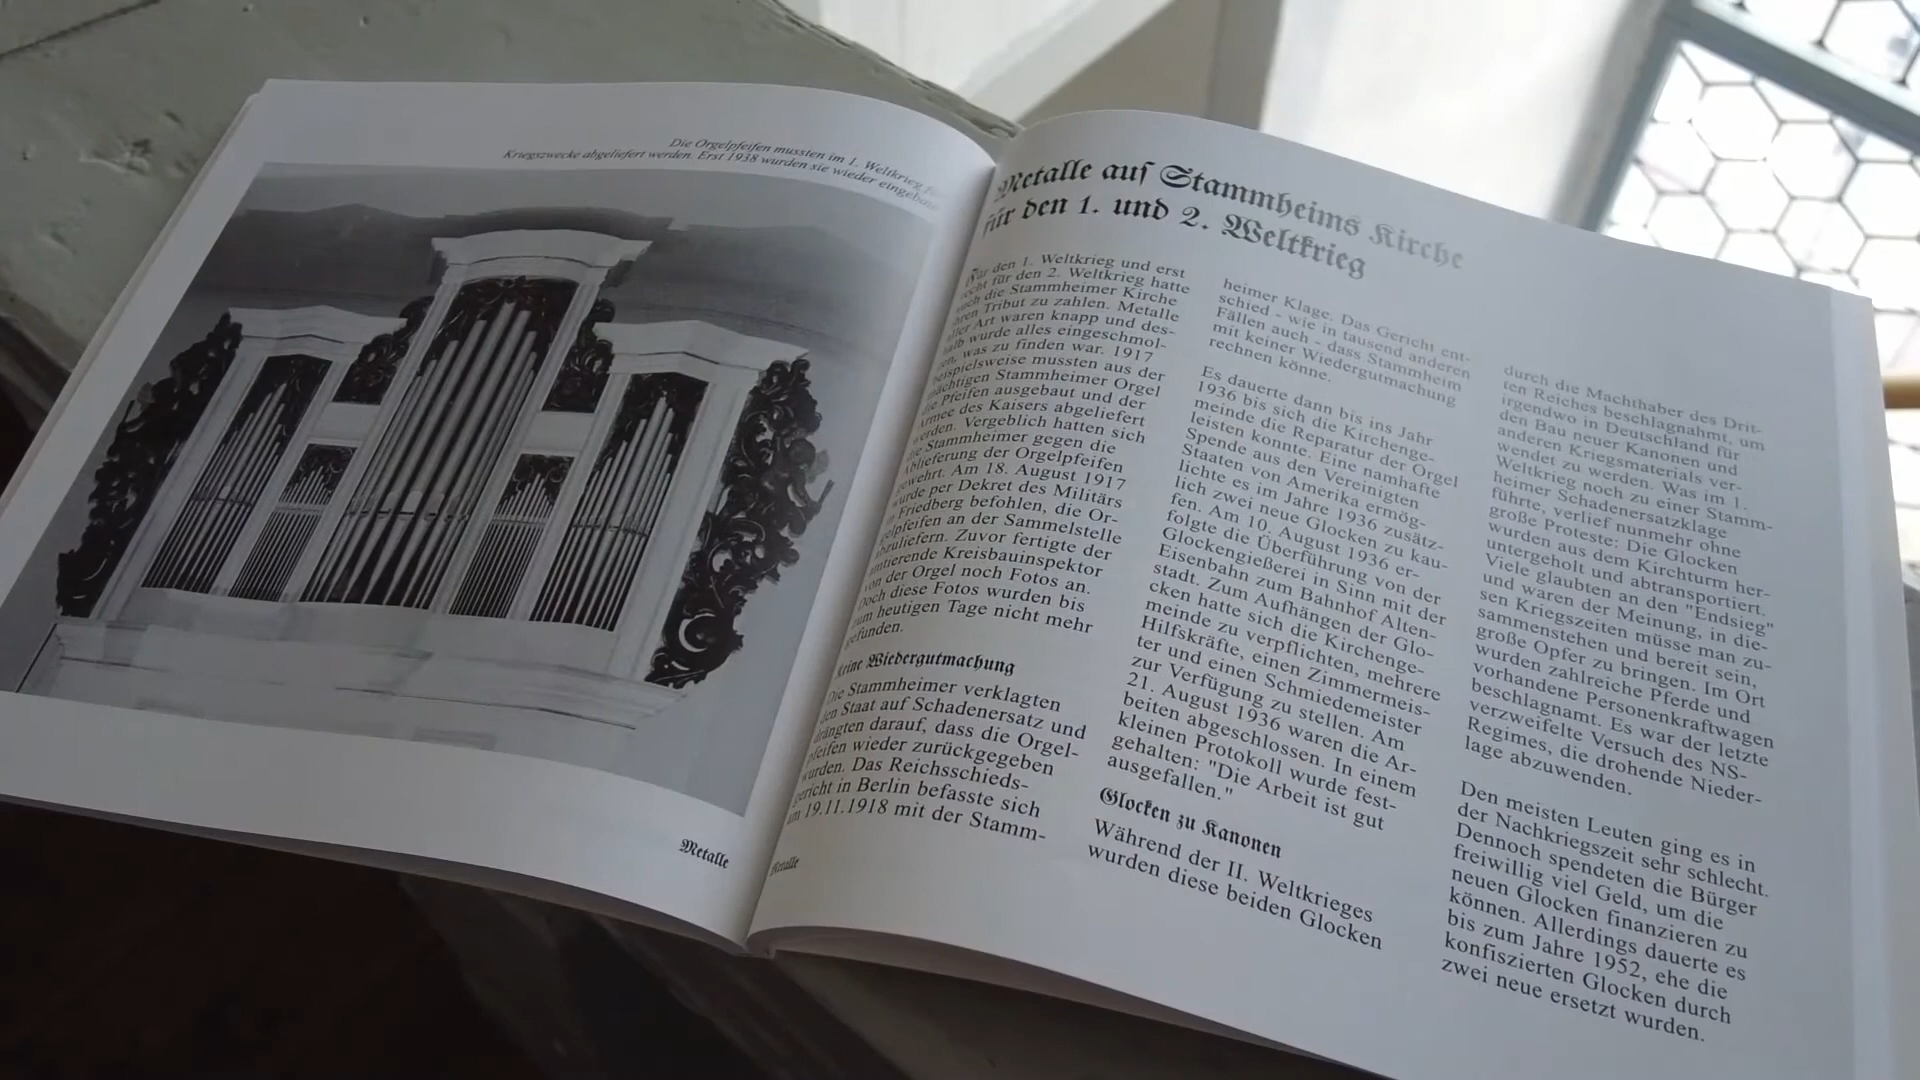 Die Orgelpfeifen mussten im 1. Weltkrieg
Kriegszwecke abgeliefert werden. Erst 1938 wurden sie wieder eingebaut
Metalle
Metalle auf Stammheims Kirche
für den 1. und 2. Weltkrieg
Für den 1. Weltkrieg und erst
recht für den 2. Weltkrieg hatte
auch die Stammheimer Kirche
ihren Tribut zu zahlen. Metalle
aller Art waren knapp und des-
halb wurde alles eingeschmol-
zen, was zu finden war. 1917
beispielsweise mussten aus der
mächtigen Stammheimer Orgel
die Pfeifen ausgebaut und der
Armee des Kaisers abgeliefert
werden. Vergeblich hatten sich
die Stammheimer gegen die
Ablieferung der Orgelpfeifen
gewehrt. Am 18. August 1917
wurde per Dekret des Militärs
in Friedberg befohlen, die Or-
gelpfeifen an der Sammelstelle
abzuliefern. Zuvor fertigte der
amtierende Kreisbauinspektor
von der Orgel noch Fotos an.
Doch diese Fotos wurden bis
zum heutigen Tage nicht mehr
gefunden.
Keine Wiedergutmachung
Die Stammheimer verklagten
den Staat auf Schadenersatz und
drängten darauf, dass die Orgel-
pfeifen wieder zurückgegeben
wurden. Das Reichsschieds-
gericht in Berlin befasste sich
am 19.11.1918 mit der Stamm-
Metalle
heimer Klage. Das Gericht ent-
schied - wie in tausend anderen
Fällen auch - dass Stammheim
mit keiner Wiedergutmachung
rechnen könne.
Es dauerte dann bis ins Jahr
1936 bis sich die Kirchenge-
meinde die Reparatur der Orgel
leisten konnte. Eine namhafte
Spende aus den Vereinigten
Staaten von Amerika ermög-
lichte es im Jahre 1936 zusätz-
lich zwei neue Glocken zu kau-
fen. Am 10. August 1936 er-
folgte die Überführung von der
Glockengießerei in Sinn mit der
Eisenbahn zum Bahnhof Alten-
stadt. Zum Aufhängen der Glo-
cken hatte sich die Kirchenge-
meinde zu verpflichten, mehrere
Hilfskräfte, einen Zimmermeis-
ter und einen Schmiedemeister
zur Verfügung zu stellen. Am
21. August 1936 waren die Ar-
beiten abgeschlossen. In einem
kleinen Protokoll wurde fest-
gehalten: "Die Arbeit ist gut
ausgefallen."
Glocken zu Kanonen
Während der II. Weltkrieges
wurden diese beiden Glocken
durch die Machthaber des Drit-
ten Reiches beschlagnahmt, um
irgendwo in Deutschland für
den Bau neuer Kanonen und
anderen Kriegsmaterials ver-
wendet zu werden. Was im 1.
Weltkrieg noch zu einer Stamm-
heimer Schadenersatzklage
führte, verlief nunmehr ohne
große Proteste: Die Glocken
wurden aus dem Kirchturm her-
untergeholt und abtransportiert.
Viele glaubten an den "Endsieg"
und waren der Meinung, in die-
sen Kriegszeiten müsse man zu-
sammenstehen und bereit sein,
große Opfer zu bringen. Im Ort
wurden zahlreiche Pferde und
vorhandene Personenkraftwagen
beschlagnamt. Es war der letzte
verzweifelte Versuch des NS-
Regimes, die drohende Nieder-
lage abzuwenden.
Den meisten Leuten ging es in
der Nachkriegszeit sehr schlecht.
Dennoch spendeten die Bürger
freiwillig viel Geld, um die
neuen Glocken finanzieren zu
können. Allerdings dauerte es
bis zum Jahre 1952, ehe die
konfiszierten Glocken durch
zwei neue ersetzt wurden.